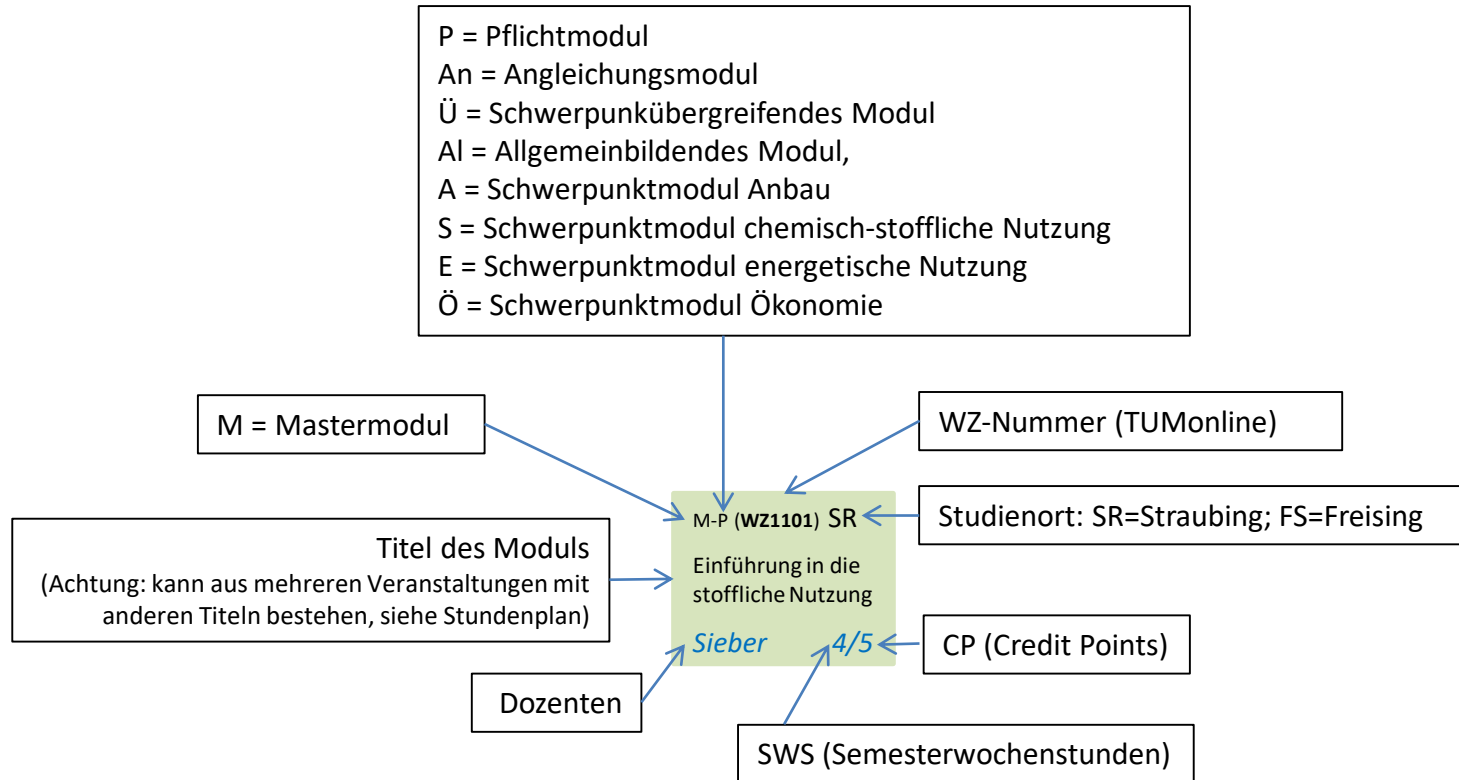 P = Pflichtmodul
An = Angleichungsmodul
Ü = Schwerpunkübergreifendes Modul
Al = Allgemeinbildendes Modul,
A = Schwerpunktmodul Anbau
S = Schwerpunktmodul chemisch-stoffliche Nutzung
E = Schwerpunktmodul energetische Nutzung
Ö = Schwerpunktmodul Ökonomie
M = Mastermodul
WZ-Nummer (TUMonline)
M-P (WZ1101) SR
Studienort: SR=Straubing; FS=Freising
Titel des Moduls
(Achtung: kann aus mehreren Veranstaltungen mit
anderen Titeln bestehen, siehe Stundenplan)
Einführung in die
stoffliche Nutzung
Sieber 4/5
CP (Credit Points)
Dozenten
SWS (Semesterwochenstunden)